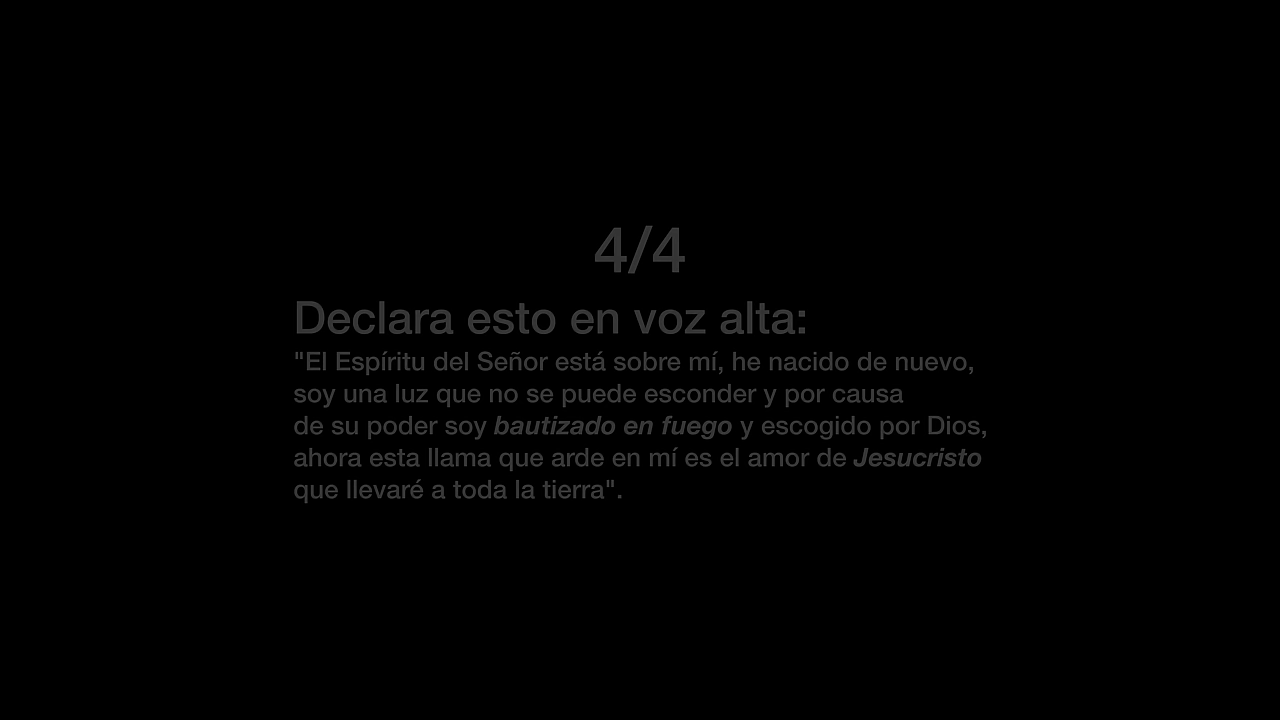 4/4
Declara esto en voz alta:
"El Espíritu del Señor está sobre mí, he nacido de nuevo,
soy una luz que no se puede esconder y por causa
de su poder soy bautizado en fuego y escogido por Dios,
ahora esta llama que arde en mí es el amor de Jesucristo
que llevaré a toda la tierra".